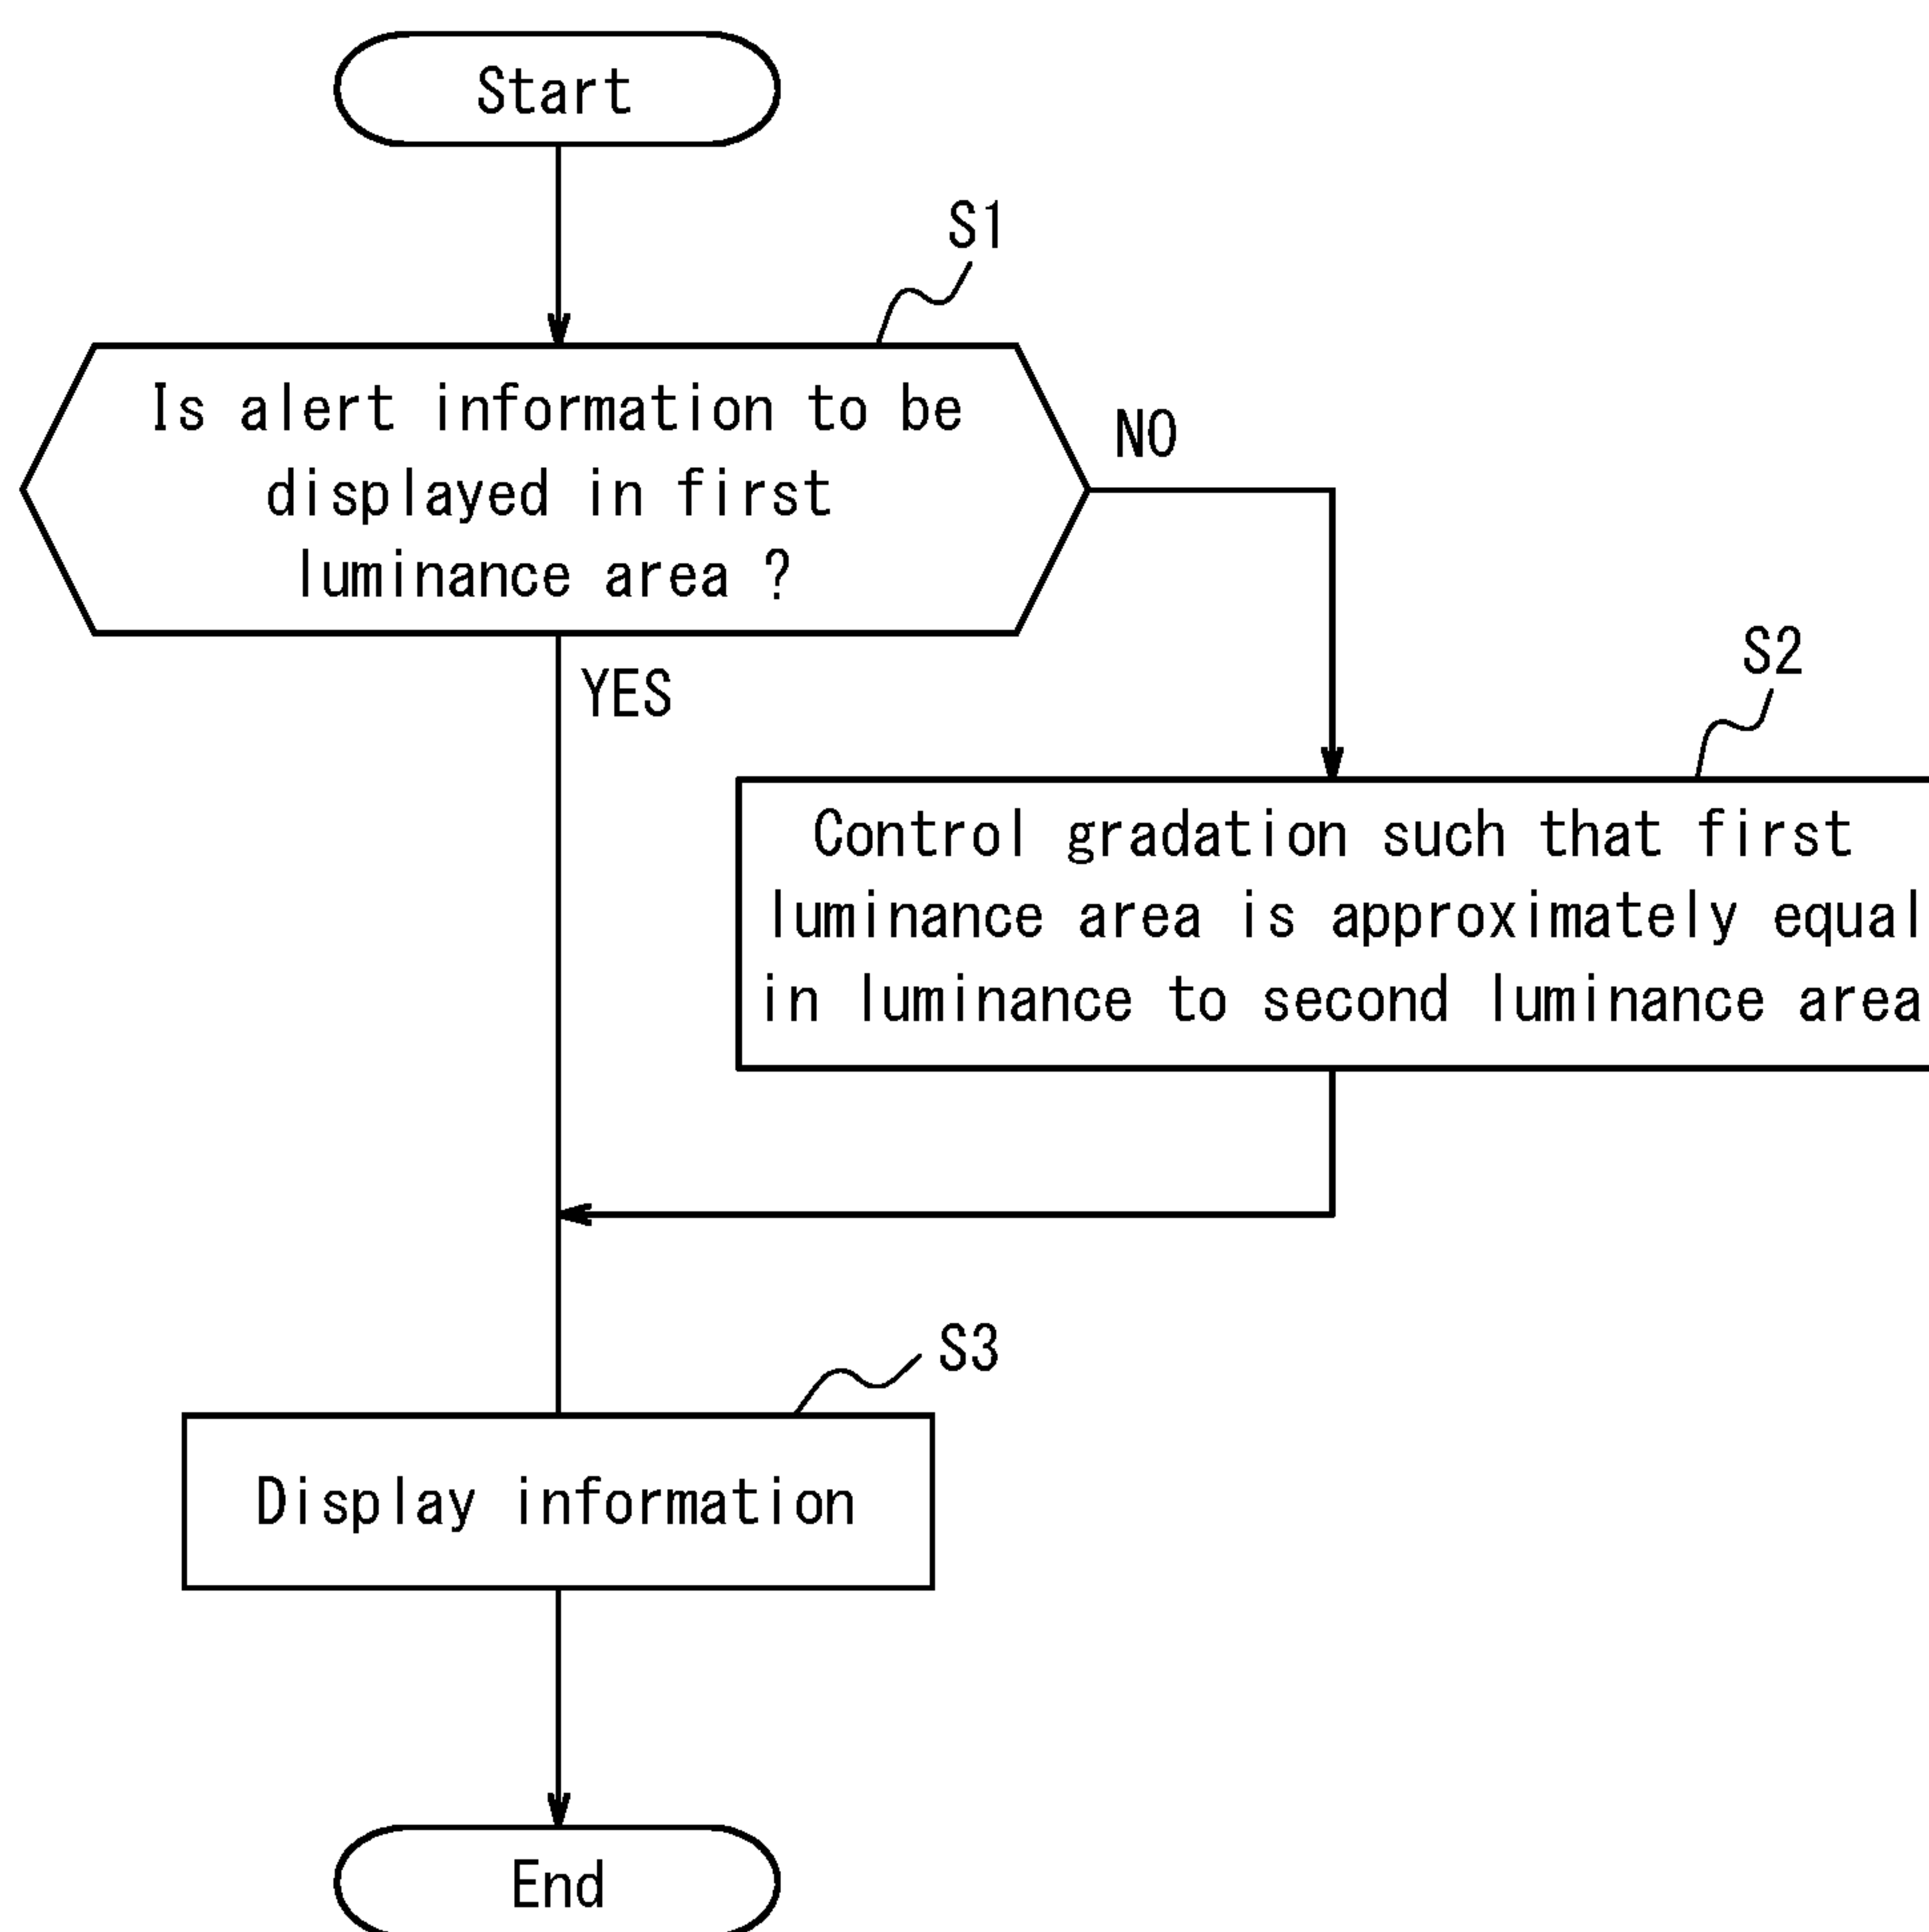 Start
S1
Is alert information to be
displayed in first
luminance area ?
NO
YES
S2
Control gradation such that first
luminance area is approximately equal
in luminance to second luminance area
S3
Display information
End